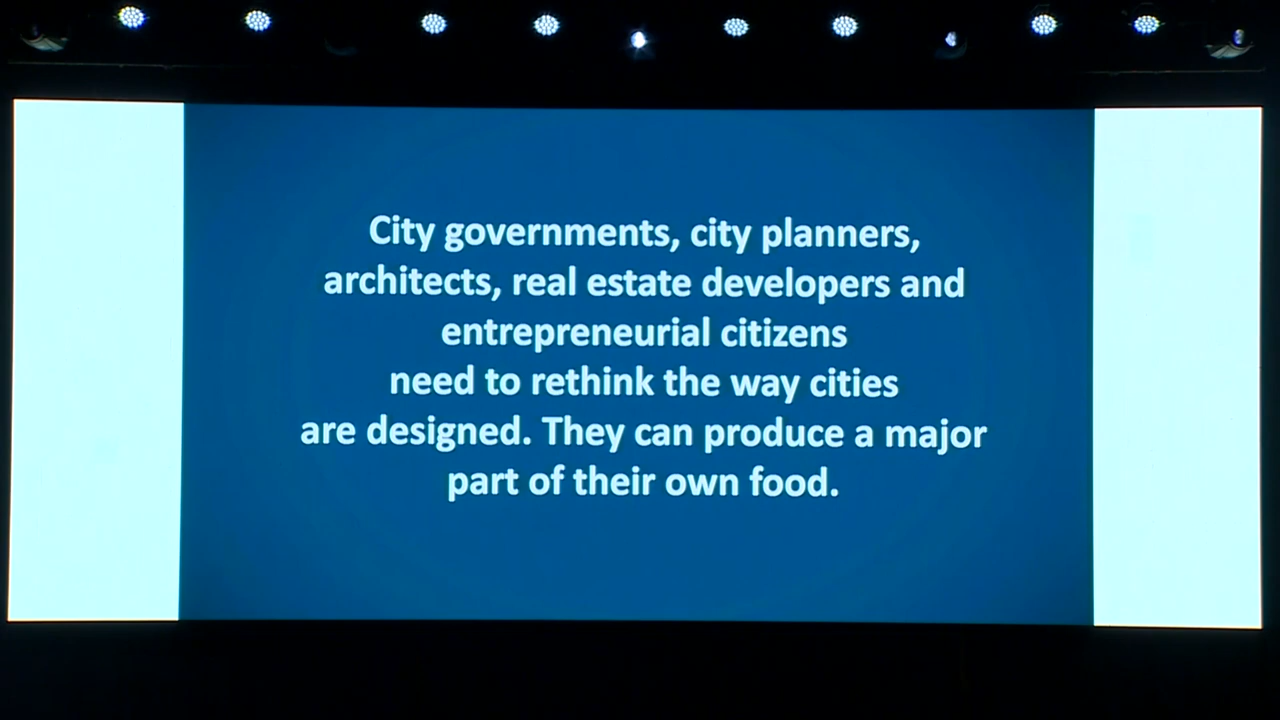 City governments, city planners,
architects, real estate developers and
entrepreneurial citizens
need to rethink the way cities
are designed. They can produce a major
part of their own food.